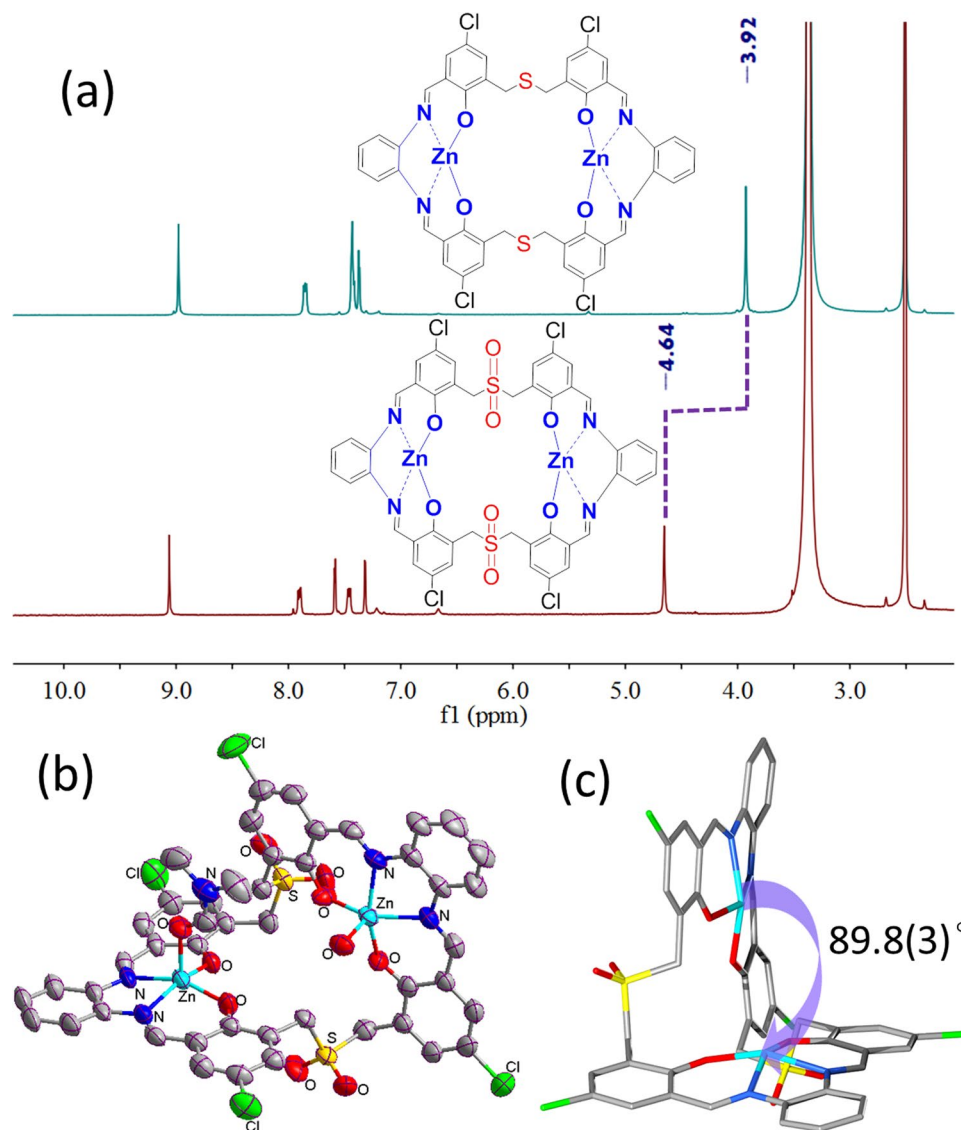 (a)
Cl Cl
3.92
S
N O O N
Zn Zn
N O O N
S
Cl Cl
4.64
Cl O Cl
S
O
N O O N
Zn Zn
N O O N
O
S
O
Cl Cl
10.0 9.0 8.0 7.0 6.0 5.0 4.0 3.0
f1 (ppm)
(b)
Cl
Cl
N
O
S
O
O
N
Zn
N
O
O
O
O
N
Zn
N
O
S
O
O
Cl
Cl
(c)
89.8(3)°